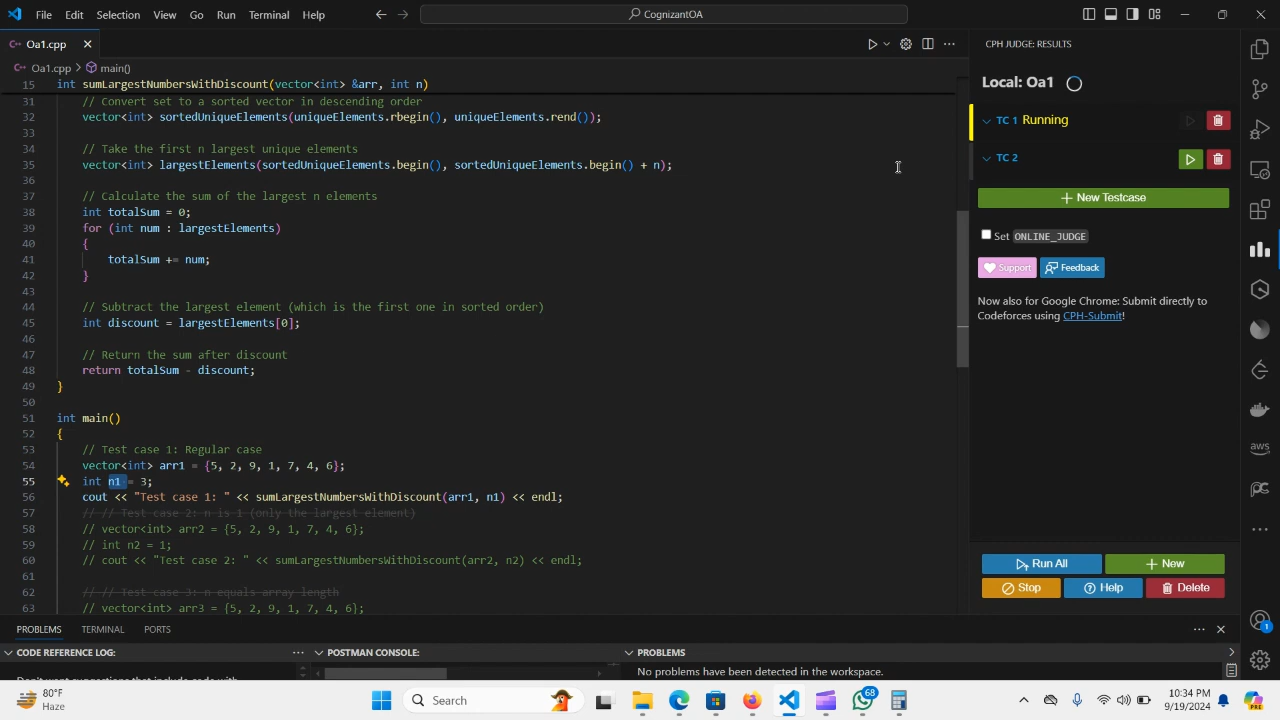 File Edit Selection View Go Run Terminal Help
CognizantOA
Oa1.cpp
Oa1.cpp > main()
15 int sumLargestNumbersWithDiscount(vector<int> &arr, int n)
31 // Convert set to a sorted vector in descending order
32 vector<int> sortedUniqueElements(uniqueElements.rbegin(), uniqueElements.rend());
33
34 // Take the first n largest unique elements
35 vector<int> largestElements(sortedUniqueElements.begin(), sortedUniqueElements.begin() + n);
36
37 // Calculate the sum of the largest n elements
38 int totalSum = 0;
39 for (int num : largestElements)
40 {
41 totalSum += num;
42 }
43
44 // Subtract the largest element (which is the first one in sorted order)
45 int discount = largestElements[0];
46
47 // Return the sum after discount
48 return totalSum - discount;
49 }
50
51 int main()
52 {
53 // Test case 1: Regular case
54 vector<int> arr1 = {5, 2, 9, 1, 7, 4, 6};
55 int n1 = 3;
56 cout << "Test case 1: " << sumLargestNumbersWithDiscount(arr1, n1) << endl;
57 // // Test case 2: n is 1 (only the largest element)
58 // vector<int> arr2 = {5, 2, 9, 1, 7, 4, 6};
59 // int n2 = 1;
60 // cout << "Test case 2: " << sumLargestNumbersWithDiscount(arr2, n2) << endl;
61
62 // // Test case 3: n equals array length
63 // vector<int> arr3 = {5, 2, 9, 1, 7, 4, 6};
CPH JUDGE: RESULTS
Local: Oa1
TC 1 Running
TC 2
+ New Testcase
Set ONLINE_JUDGE
Support Feedback
Now also for Google Chrome: Submit directly to
Codeforces using CPH-Submit!
Run All + New
Stop Help Delete
aws
1
PROBLEMS TERMINAL PORTS
CODE REFERENCE LOG: POSTMAN CONSOLE: PROBLEMS
Don't want suggestions that include code with
No problems have been detected in the workspace.
80°F
Haze
Search
68
10:34 PM
9/19/2024
PRE